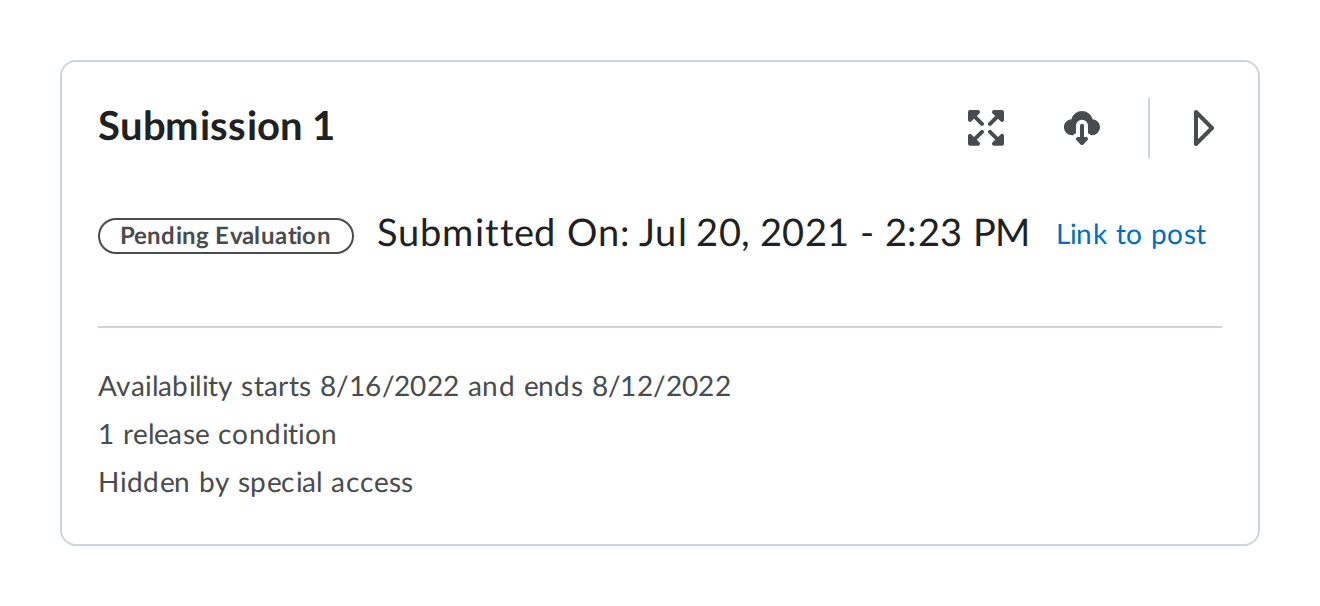 Submission 1
Pending Evaluation Submitted On: Jul 20, 2021 - 2:23 PM Link to post
Availability starts 8/16/2022 and ends 8/12/2022
1 release condition
Hidden by special access